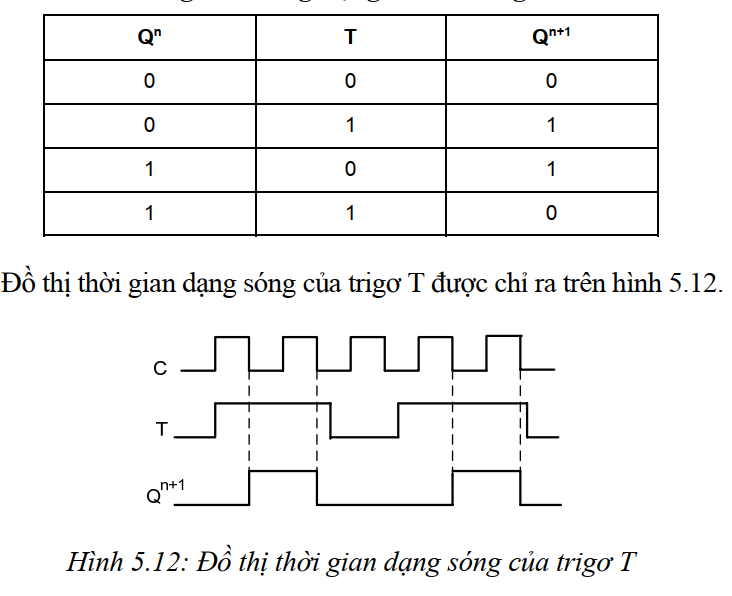 Qⁿ T Qⁿ⁺¹
0 0 0
0 1 1
1 0 1
1 1 0
Đồ thị thời gian dạng sóng của trigơ T được chỉ ra trên hình 5.12.
C
T
Qⁿ⁺¹
Hình 5.12: Đồ thị thời gian dạng sóng của trigơ T